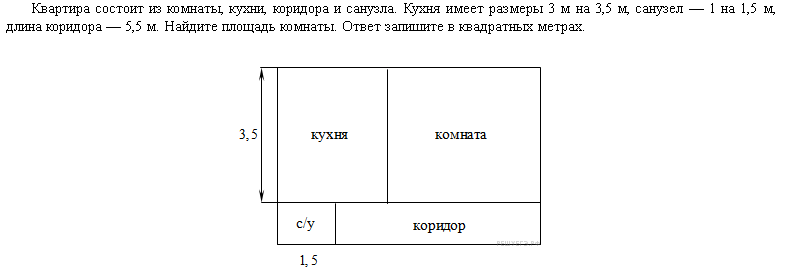 Квартира состоит из комнаты, кухни, коридора и санузла. Кухня имеет размеры 3 м на 3,5 м, санузел — 1 на 1,5 м,
длина коридора — 5,5 м. Найдите площадь комнаты. Ответ запишите в квадратных метрах.
3,5
кухня
комната
с/у
коридор
1,5